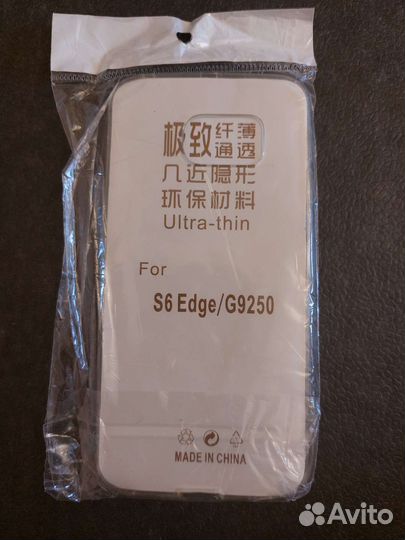 极致纤薄
通透
几近隐形
环保材料
Ultra-thin
For
S6 Edge/G9250
MADE IN CHINA
Avito